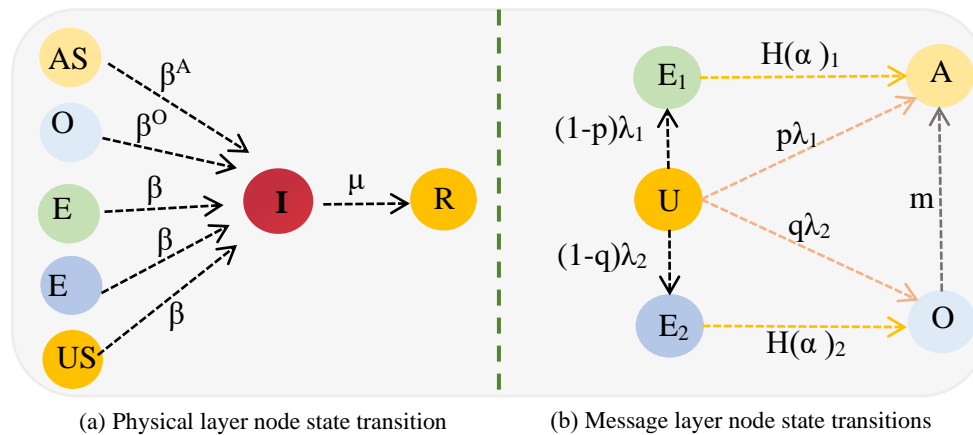 AS
β^A
O
β^O
E
β
E
β
US
β
I
μ
R
E₁
H(α )₁
A
(1-p)λ₁
pλ₁
U
m
qλ₂
(1-q)λ₂
E₂
H(α )₂
O
(a) Physical layer node state transition
(b) Message layer node state transitions